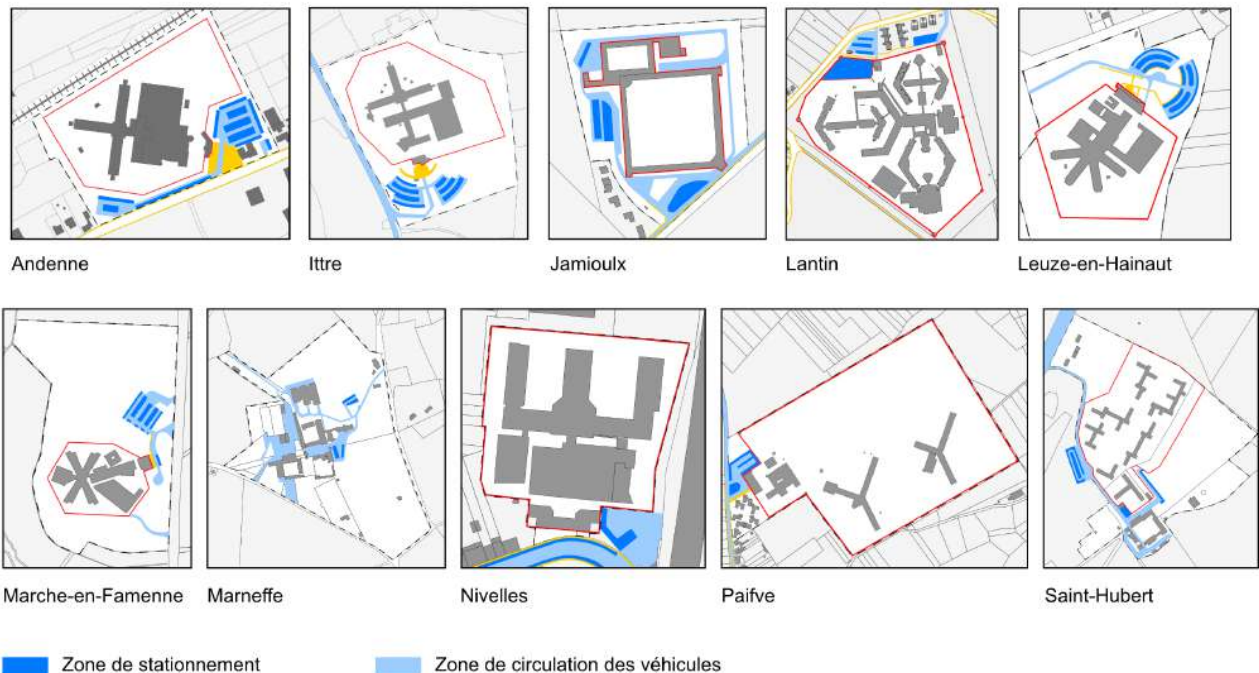 Andenne
Ittre
Jamioulx
Lantin
Leuze-en-Hainaut
Marche-en-Famenne
Marneffe
Nivelles
Paifve
Saint-Hubert
Zone de stationnement
Zone de circulation des véhicules